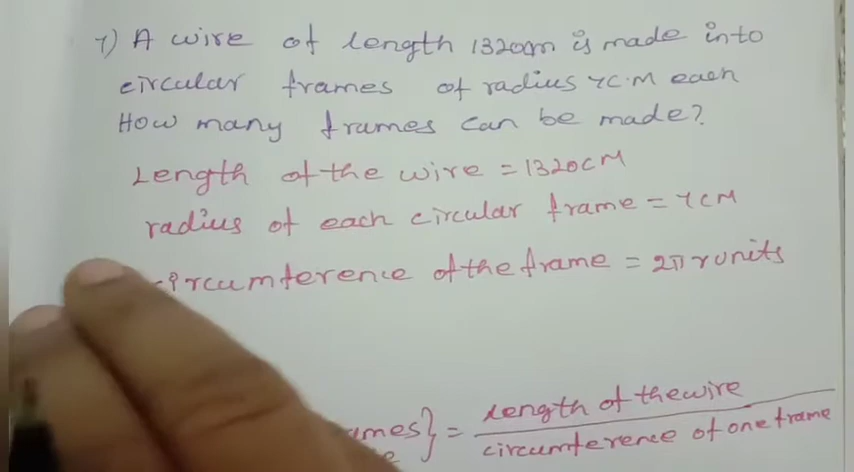 7) A wire of length 1320cm is made into
circular frames of radius 7 C.M each
How many frames can be made?
Length of the wire = 1320CM
radius of each circular frame = 7CM
circumference of the frame = 2πr units
} = Length of the wire
circumference of one frame